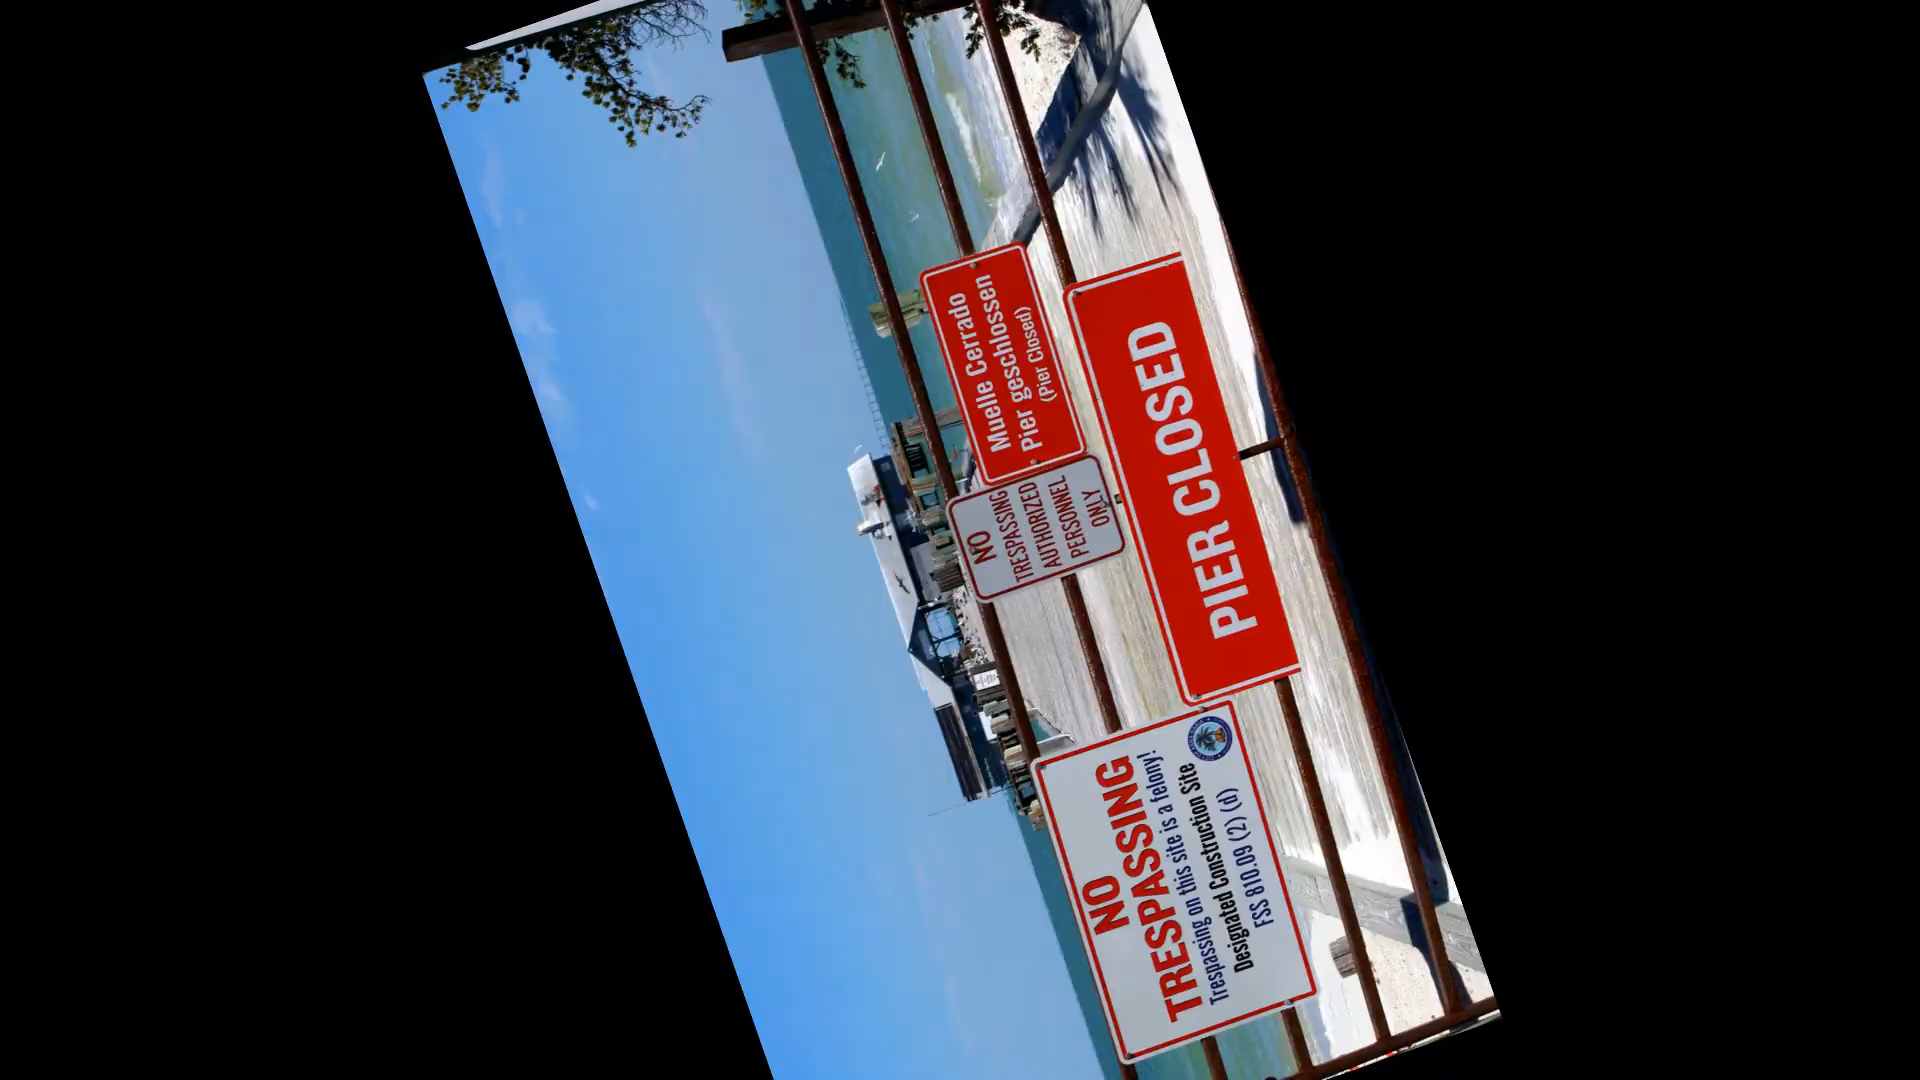 NO
TRESPASSING
Trespassing on this site is a felony!
Designated Construction Site
FSS 810.09 (2) (d)
NO
TRESPASSING
AUTHORIZED
PERSONNEL
ONLY
Muelle Cerrado
Pier geschlossen
(Pier Closed)
PIER CLOSED